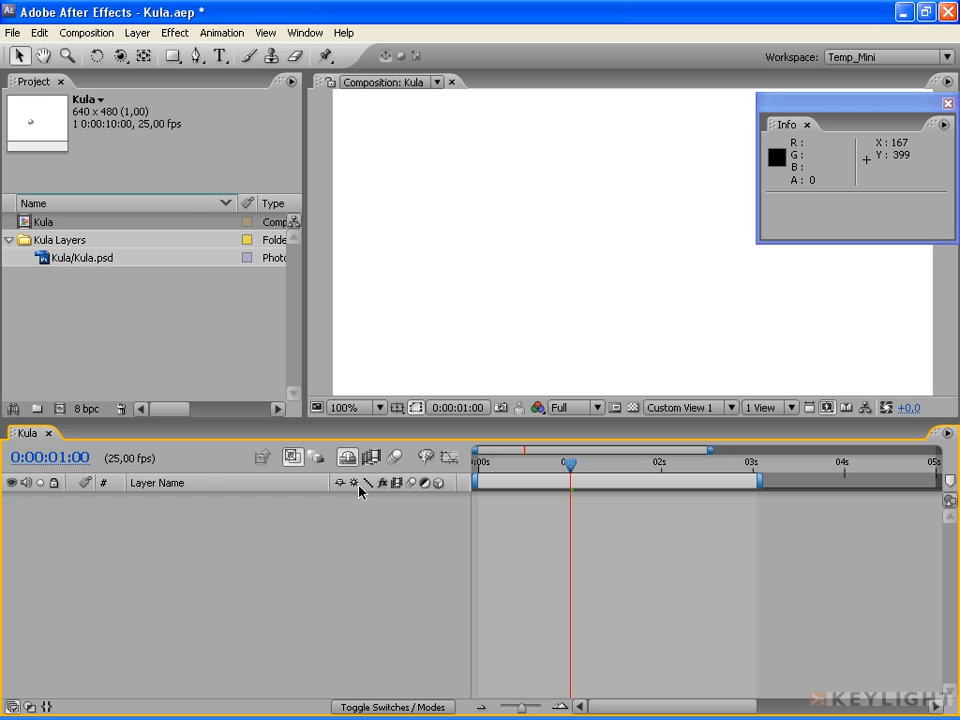 Adobe After Effects - Kula.aep *
File Edit Composition Layer Effect Animation View Window Help
Workspace: Temp_Mini
Project
Kula
640 x 480 (1,00)
1 0:00:10:00, 25,00 fps
Name Type
Kula Comp
Kula Layers Folde
Kula/Kula.psd Photo
8 bpc
Composition: Kula
Info
R :
G :
B :
A : 0
X : 167
Y : 399
100% 0:00:01:00 Full Custom View 1 1 View +0,0
Kula
0:00:01:00 (25,00 fps)
:00s 02s 03s 04s 05s
# Layer Name
Toggle Switches / Modes
KEYLIGHT